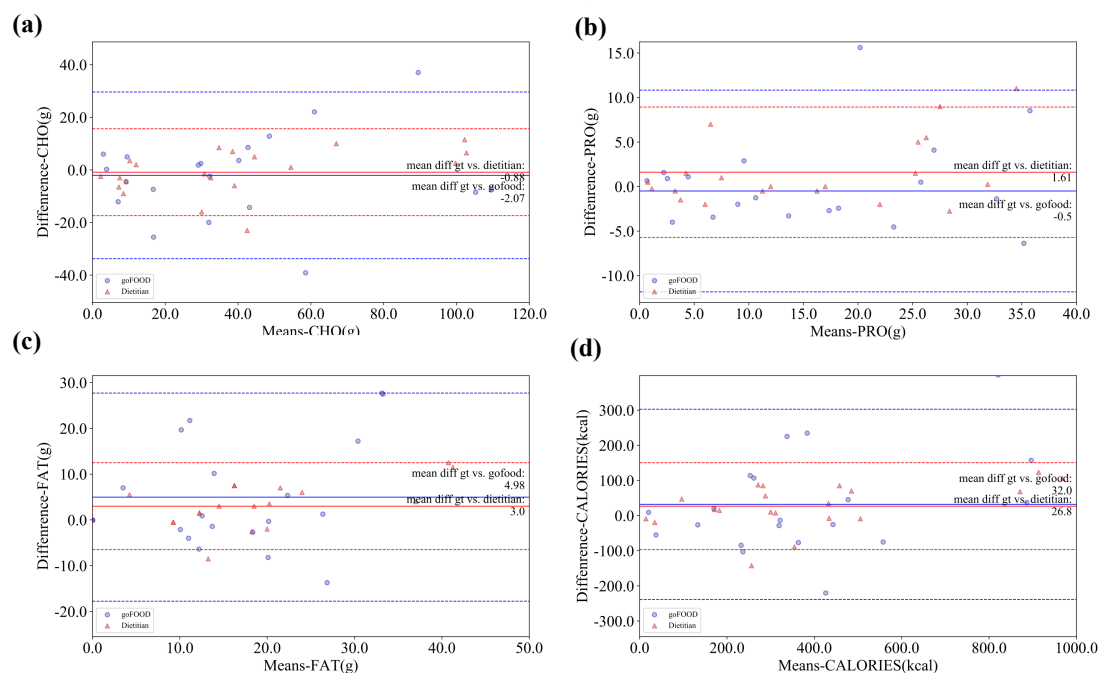 (a)
Diffenrence-CHO(g)
40.0
20.0
0.0
-20.0
-40.0
mean diff gt vs. dietitian:
-0.88
mean diff gt vs. gofood:
-2.07
goFOOD
Dietitian
0.0
20.0
40.0
60.0
80.0
100.0
120.0
Means-CHO(g)
(b)
Diffenrence-PRO(g)
15.0
10.0
5.0
0.0
-5.0
-10.0
mean diff gt vs. dietitian:
1.61
mean diff gt vs. gofood:
-0.5
goFOOD
Dietitian
0.0
5.0
10.0
15.0
20.0
25.0
30.0
35.0
40.0
Means-PRO(g)
(c)
Diffenrence-FAT(g)
30.0
20.0
10.0
0.0
-10.0
-20.0
mean diff gt vs. gofood:
4.98
mean diff gt vs. dietitian:
3.0
goFOOD
Dietitian
0.0
10.0
20.0
30.0
40.0
50.0
Means-FAT(g)
(d)
Diffenrence-CALORIES(kcal)
300.0
200.0
100.0
0.0
-100.0
-200.0
-300.0
mean diff gt vs. gofood:
32.0
mean diff gt vs. dietitian:
26.8
goFOOD
Dietitian
0.0
200.0
400.0
600.0
800.0
1000.0
Means-CALORIES(kcal)